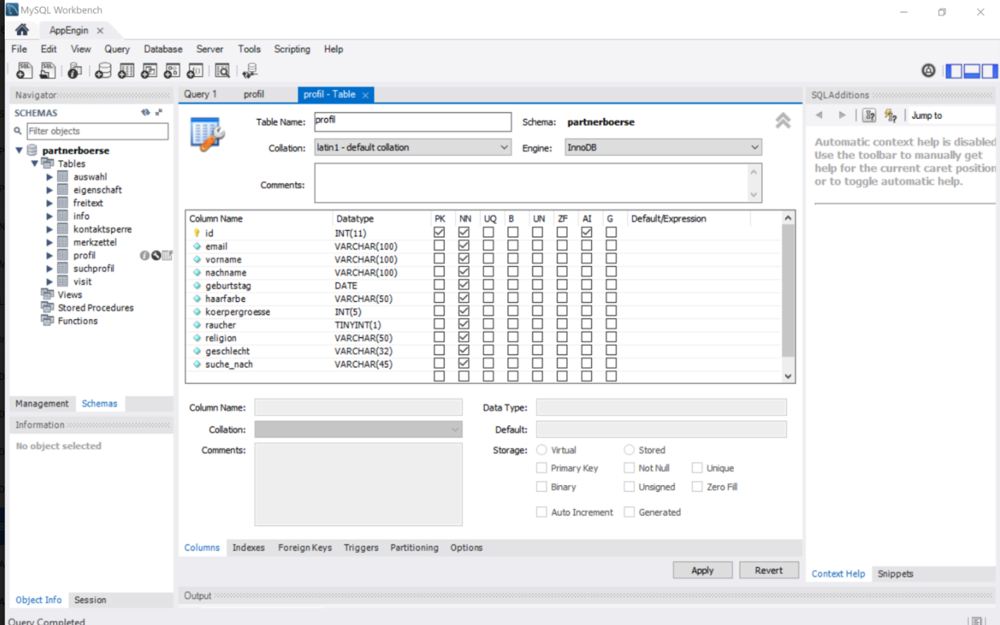 MySQL Workbench
AppEngin
File Edit View Query Database Server Tools Scripting Help
Navigator
SCHEMAS
Filter objects
partnerboerse
Tables
auswahl
eigenschaft
freitext
info
kontaktsperre
merkzettel
profil
suchprofil
visit
Views
Stored Procedures
Functions
Management Schemas
Information
No object selected
Object Info Session
Query Completed
Query 1 profil profil - Table
Table Name: profil Schema: partnerboerse
Collation: latin1 - default collation Engine: InnoDB
Comments:
Column Name Datatype PK NN UQ B UN ZF AI G Default/Expression
id INT(11)
email VARCHAR(100)
vorname VARCHAR(100)
nachname VARCHAR(100)
geburtstag DATE
haarfarbe VARCHAR(50)
koerpergroesse INT(5)
raucher TINYINT(1)
religion VARCHAR(50)
geschlecht VARCHAR(32)
suche_nach VARCHAR(45)
Column Name: Data Type:
Collation: Default:
Comments: Storage: Virtual Stored
Primary Key Not Null Unique
Binary Unsigned Zero Fill
Auto Increment Generated
Columns Indexes Foreign Keys Triggers Partitioning Options
Apply Revert
Output
SQLAdditions
Jump to
Automatic context help is disabled
Use the toolbar to manually get
help for the current caret position
or to toggle automatic help.
Context Help Snippets